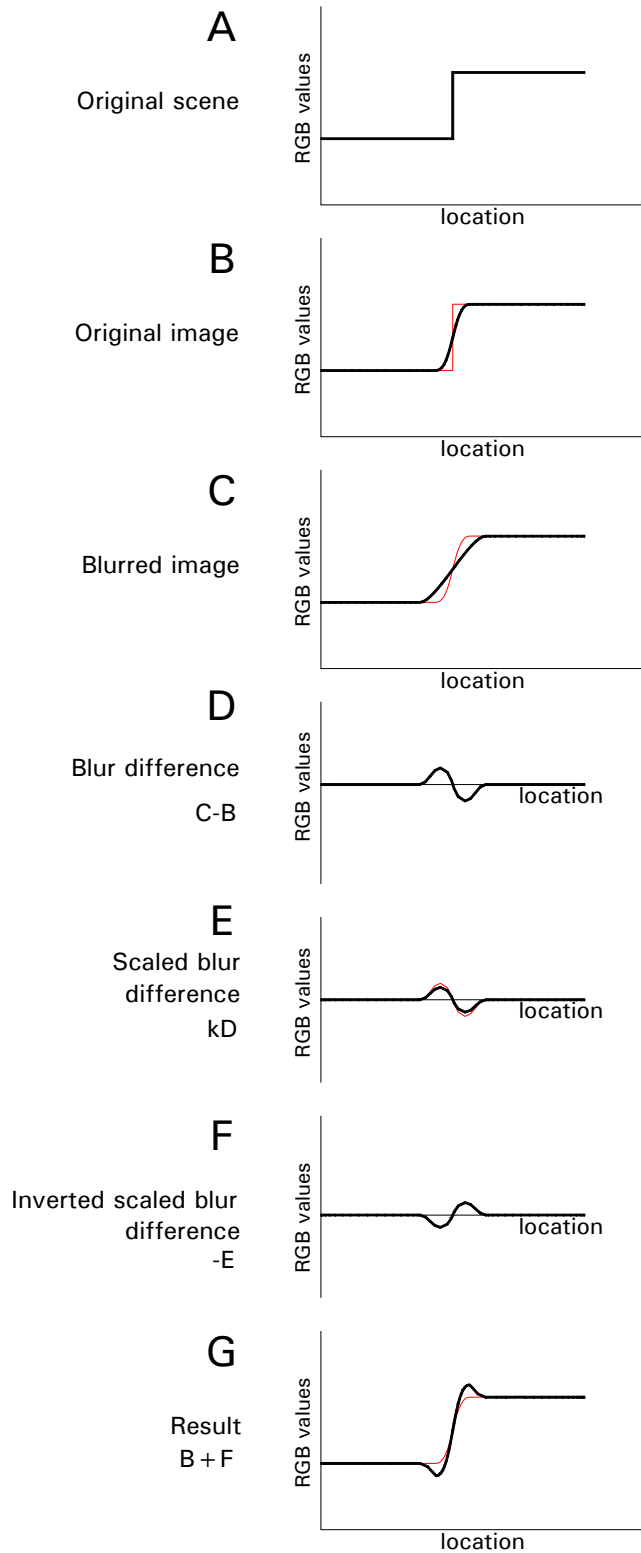 A
Original scene
RGB values
location
B
Original image
RGB values
location
C
Blurred image
RGB values
location
D
Blur difference
C-B
RGB values
location
E
Scaled blur
difference
kD
RGB values
location
F
Inverted scaled blur
difference
-E
RGB values
location
G
Result
B+F
RGB values
location